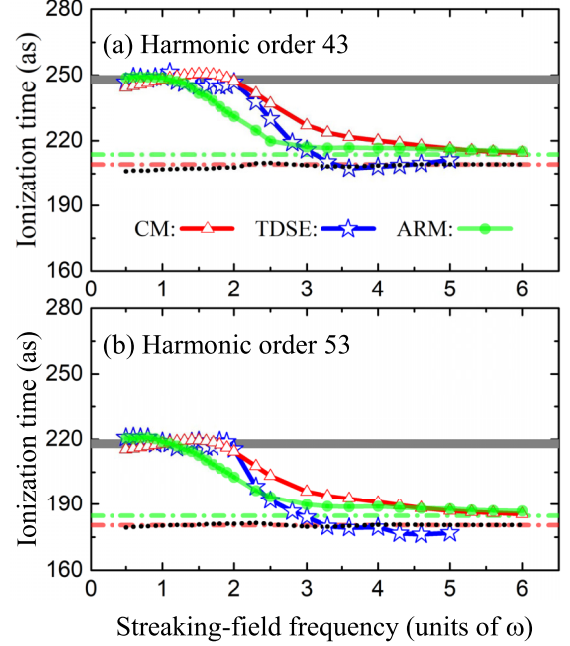 280
(a) Harmonic order 43
250
220
190
CM: TDSE: ARM:
160
0 1 2 3 4 5 6
Ionization time (as)
280
(b) Harmonic order 53
250
220
190
160
0 1 2 3 4 5 6
Ionization time (as)
Streaking-field frequency (units of ω)